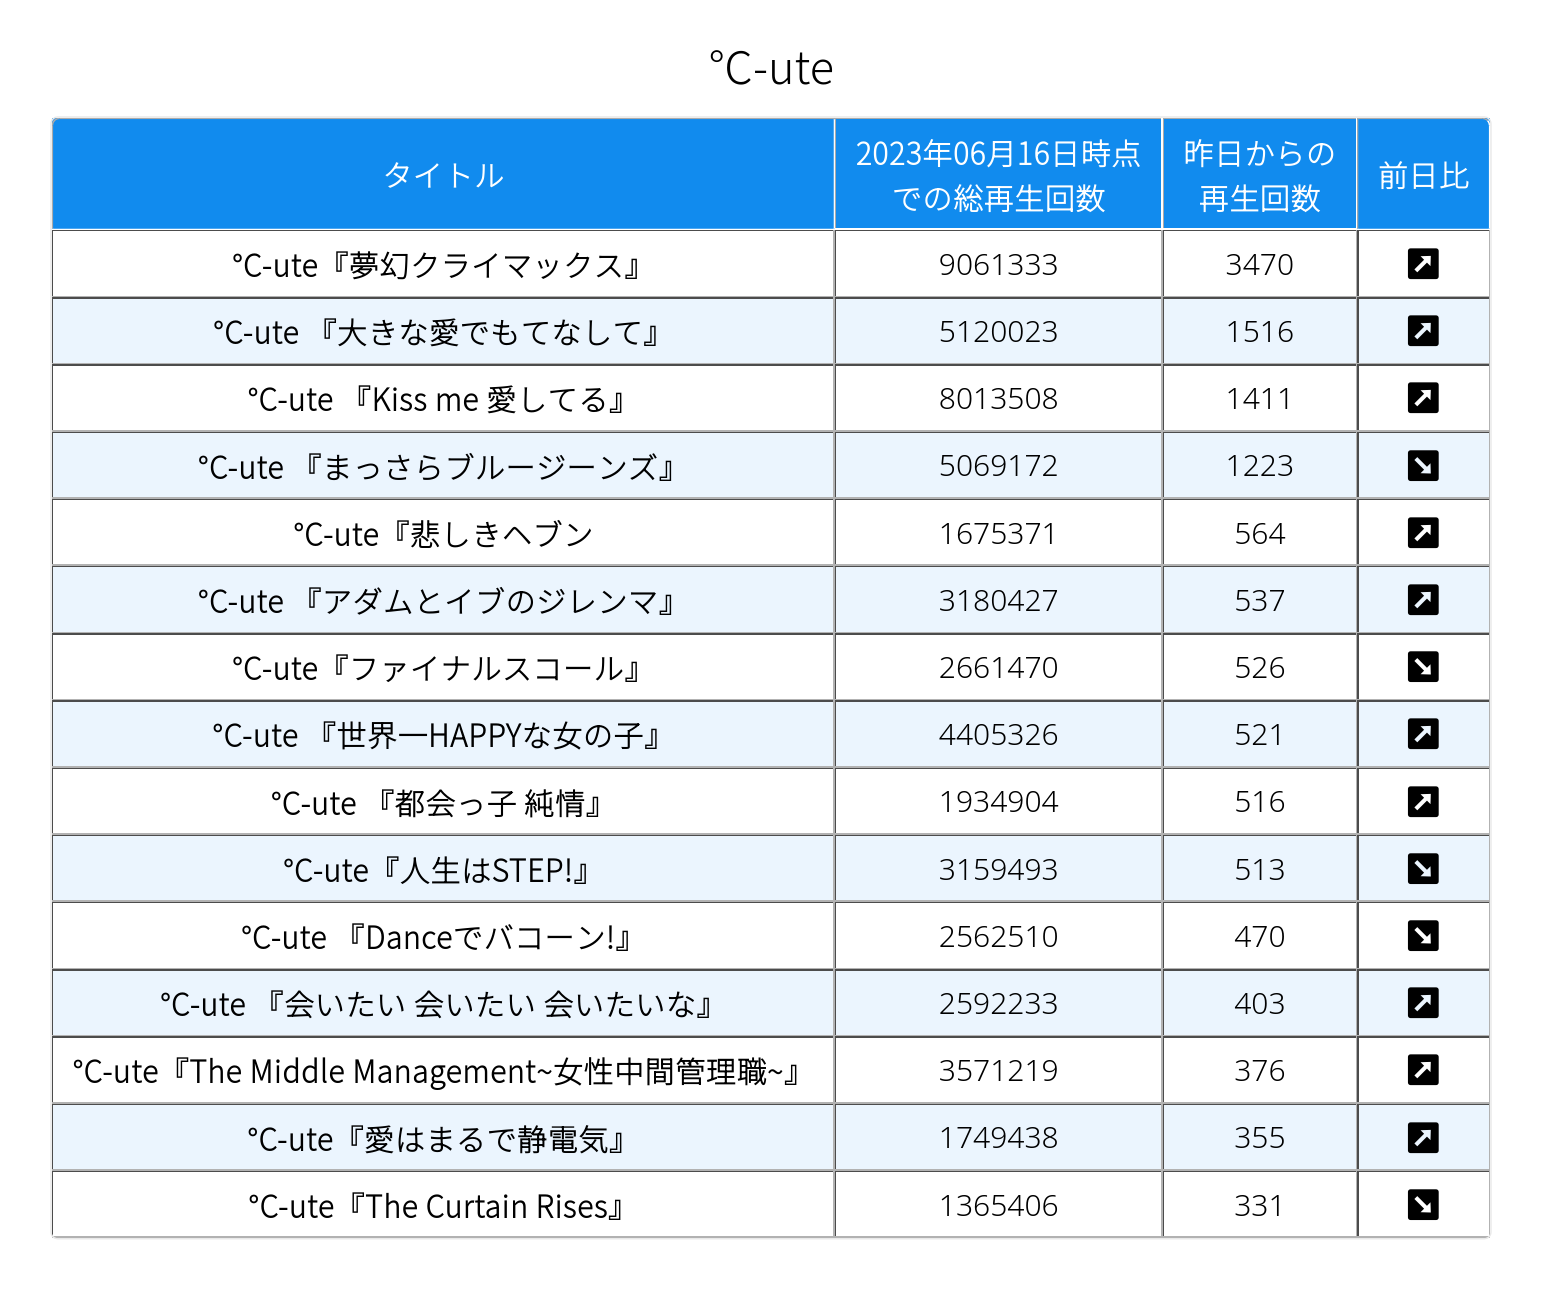 ℃-ute
タイトル 2023年06月16日時点 昨日からの 前日比
での総再生回数 再生回数
℃-ute『夢幻クライマックス』 9061333 3470 ↗
℃-ute 『大きな愛でもてなして』 5120023 1516 ↗
℃-ute 『Kiss me 愛してる』 8013508 1411 ↗
℃-ute 『まっさらブルージーンズ』 5069172 1223 ↘
℃-ute『悲しきヘブン 1675371 564 ↗
℃-ute 『アダムとイブのジレンマ』 3180427 537 ↗
℃-ute『ファイナルスコール』 2661470 526 ↘
℃-ute 『世界一HAPPYな女の子』 4405326 521 ↗
℃-ute 『都会っ子 純情』 1934904 516 ↗
℃-ute『人生はSTEP!』 3159493 513 ↘
℃-ute 『Danceでバコーン!』 2562510 470 ↘
℃-ute 『会いたい 会いたい 会いたいな』 2592233 403 ↗
℃-ute『The Middle Management~女性中間管理職~』 3571219 376 ↗
℃-ute『愛はまるで静電気』 1749438 355 ↗
℃-ute『The Curtain Rises』 1365406 331 ↘